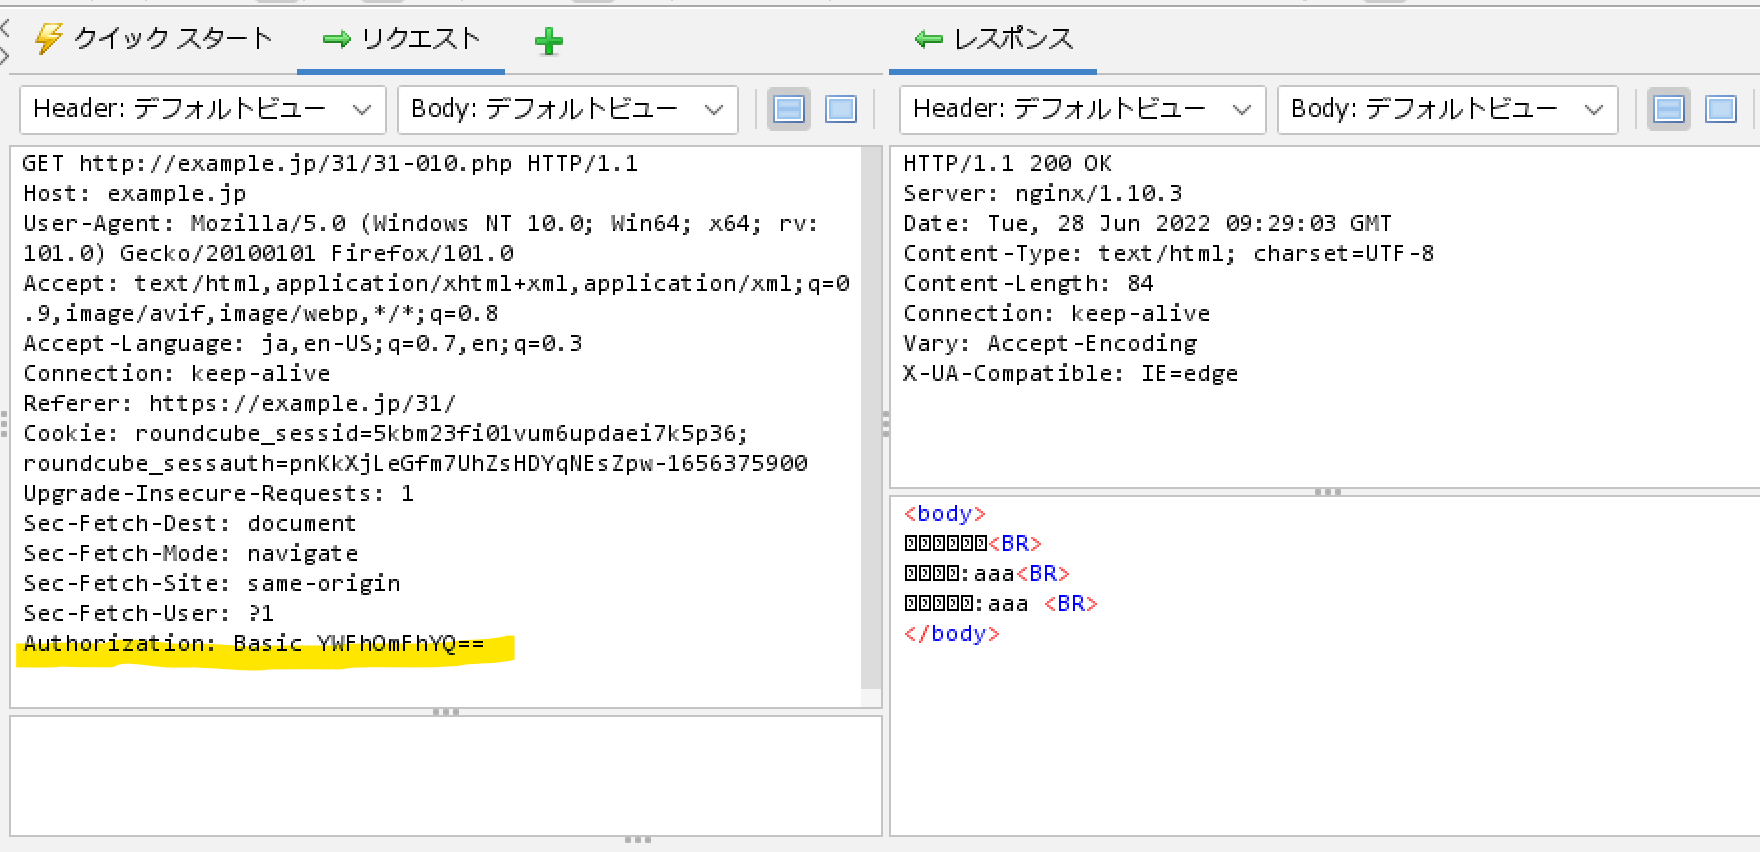 クイック スタート
リクエスト
レスポンス
Header: デフォルトビュー
Body: デフォルトビュー
Header: デフォルトビュー
Body: デフォルトビュー
GET http://example.jp/31/31-010.php HTTP/1.1
Host: example.jp
User-Agent: Mozilla/5.0 (Windows NT 10.0; Win64; x64; rv:
101.0) Gecko/20100101 Firefox/101.0
Accept: text/html,application/xhtml+xml,application/xml;q=0
.9,image/avif,image/webp,*/*;q=0.8
Accept-Language: ja,en-US;q=0.7,en;q=0.3
Connection: keep-alive
Referer: https://example.jp/31/
Cookie: roundcube_sessid=5kbm23fi01vum6updaei7k5p36;
roundcube_sessauth=pnKkXjLeGfm7UhZsHDYqNEsZpw-1656375900
Upgrade-Insecure-Requests: 1
Sec-Fetch-Dest: document
Sec-Fetch-Mode: navigate
Sec-Fetch-Site: same-origin
Sec-Fetch-User: ?1
Authorization: Basic YWFhOmFhYQ==
HTTP/1.1 200 OK
Server: nginx/1.10.3
Date: Tue, 28 Jun 2022 09:29:03 GMT
Content-Type: text/html; charset=UTF-8
Content-Length: 84
Connection: keep-alive
Vary: Accept-Encoding
X-UA-Compatible: IE=edge
<body>
<BR>
:aaa<BR>
:aaa <BR>
</body>